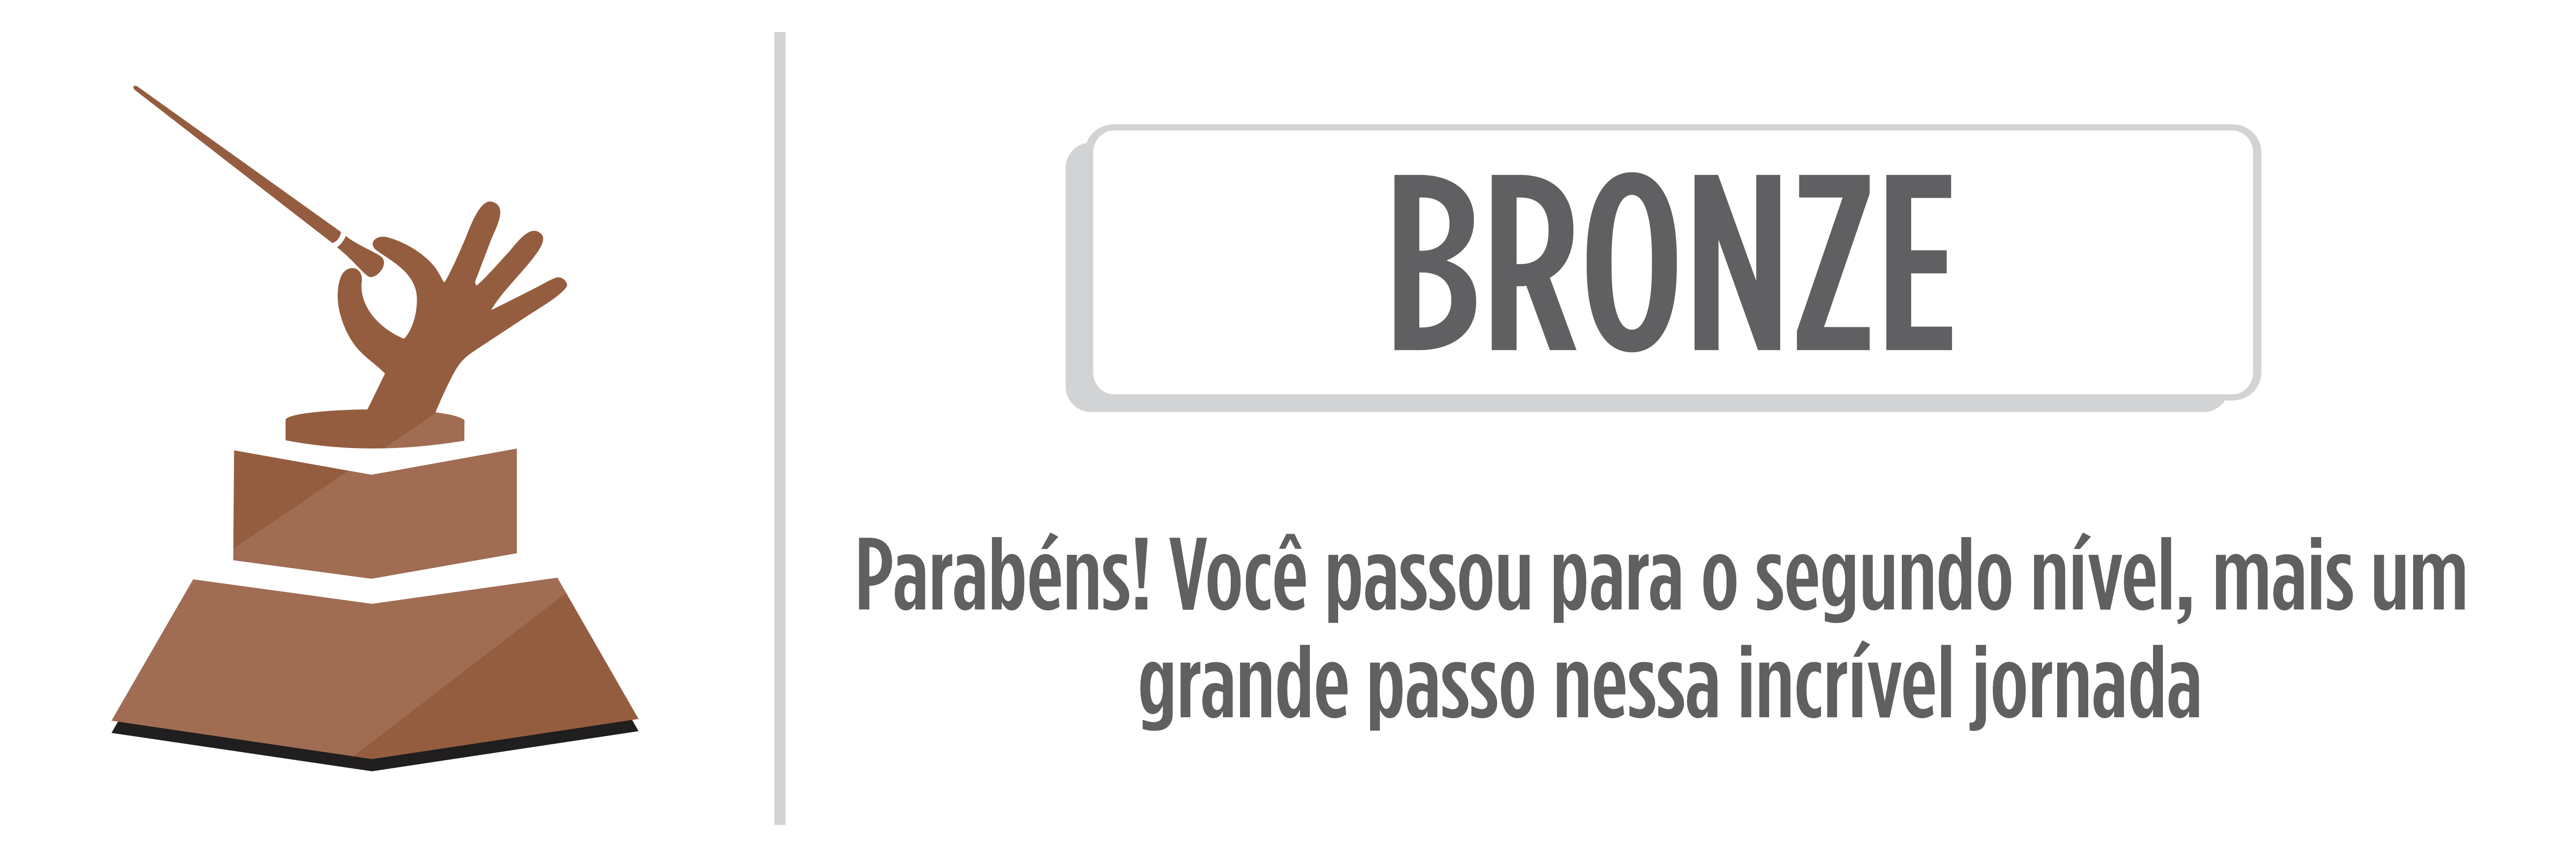 BRONZE
Parabéns! Você passou para o segundo nível, mais um
grande passo nessa incrível jornada